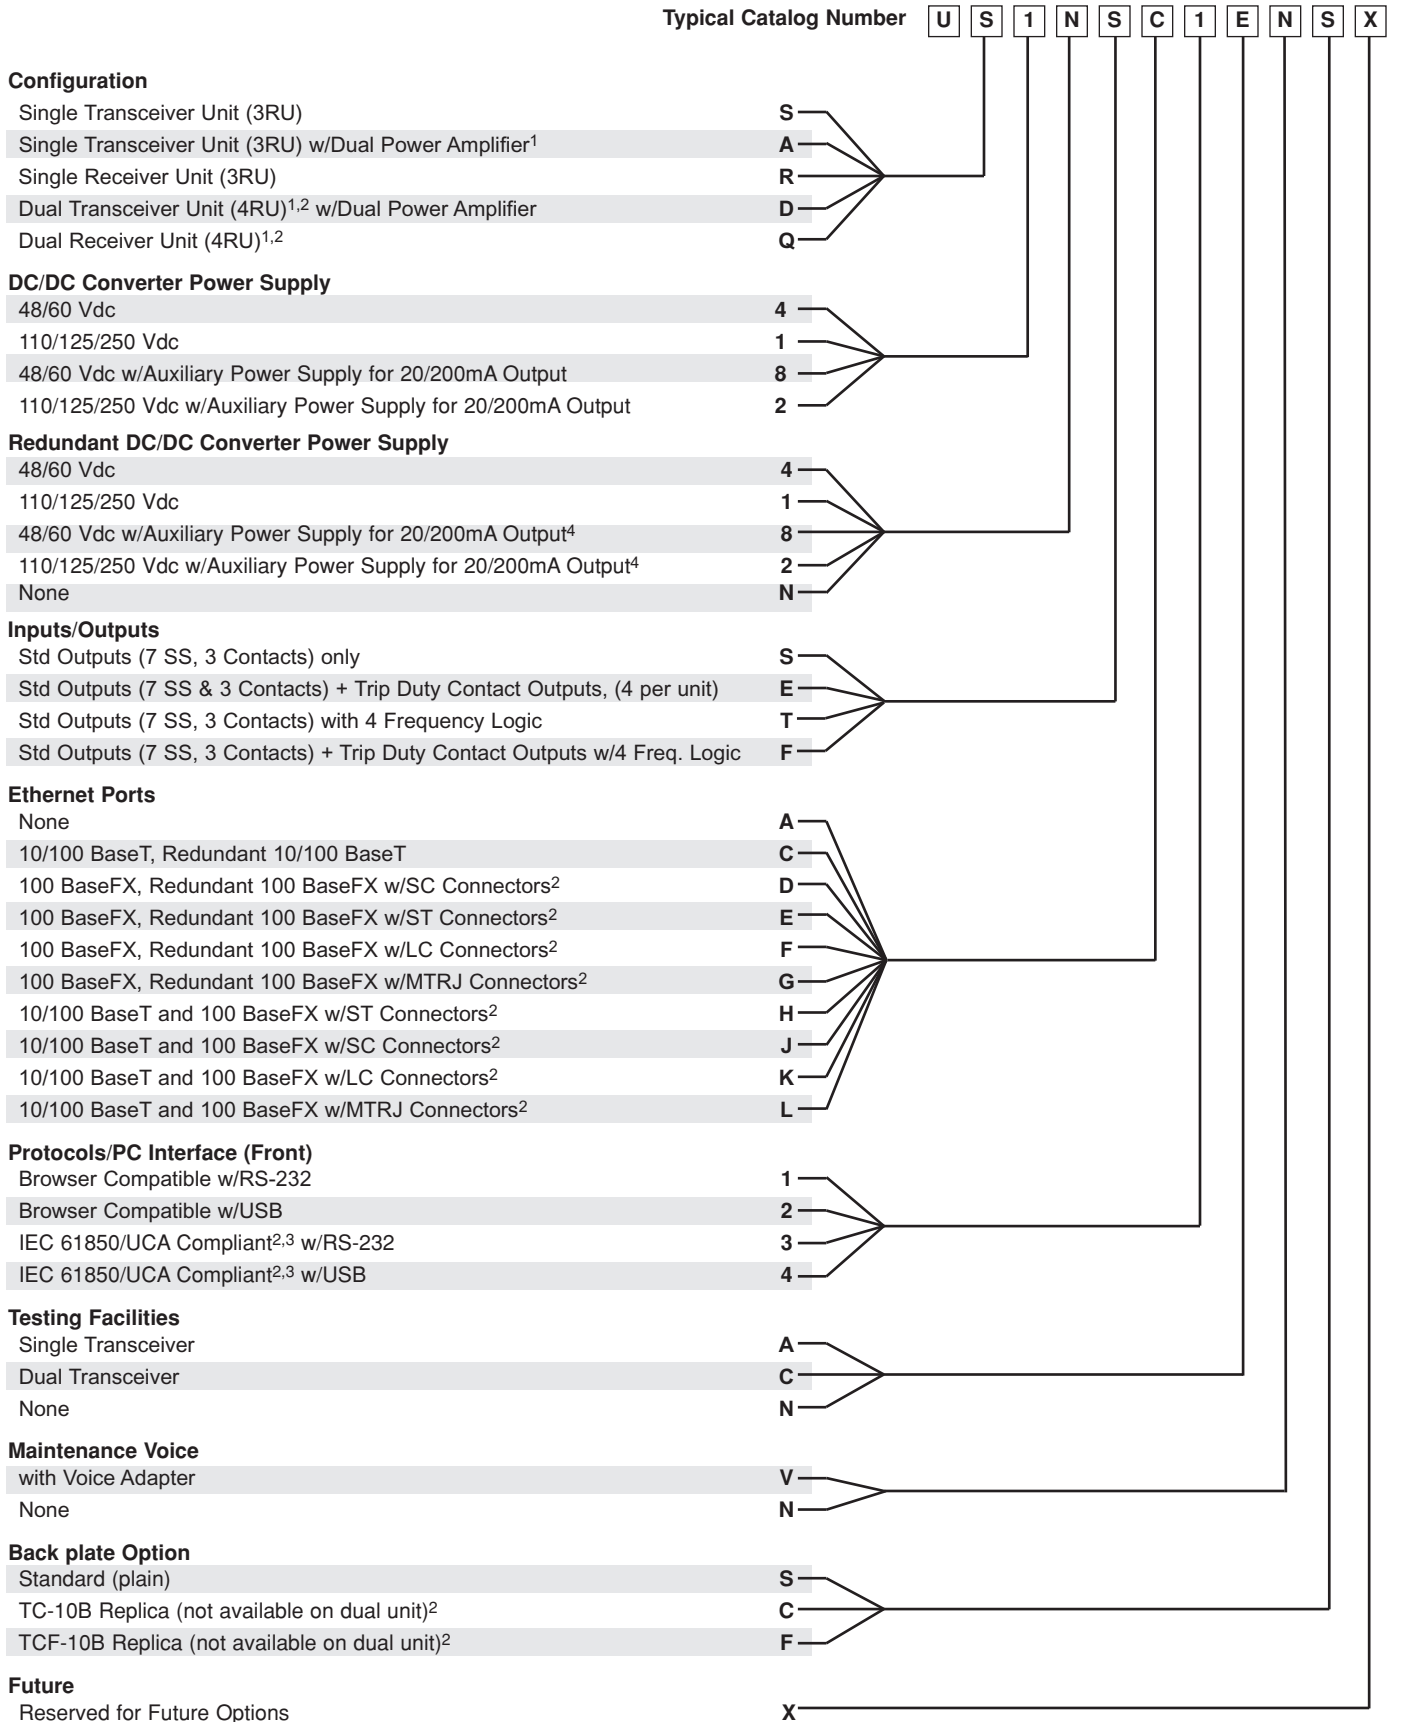 Typical Catalog Number U S 1 N S C 1 E N S X
Configuration
Single Transceiver Unit (3RU) S
Single Transceiver Unit (3RU) w/Dual Power Amplifier1 A
Single Receiver Unit (3RU) R
Dual Transceiver Unit (4RU)1,2 w/Dual Power Amplifier D
Dual Receiver Unit (4RU)1,2 Q
DC/DC Converter Power Supply
48/60 Vdc 4
110/125/250 Vdc 1
48/60 Vdc w/Auxiliary Power Supply for 20/200mA Output 8
110/125/250 Vdc w/Auxiliary Power Supply for 20/200mA Output 2
Redundant DC/DC Converter Power Supply
48/60 Vdc 4
110/125/250 Vdc 1
48/60 Vdc w/Auxiliary Power Supply for 20/200mA Output4 8
110/125/250 Vdc w/Auxiliary Power Supply for 20/200mA Output4 2
None N
Inputs/Outputs
Std Outputs (7 SS, 3 Contacts) only S
Std Outputs (7 SS & 3 Contacts) + Trip Duty Contact Outputs, (4 per unit) E
Std Outputs (7 SS, 3 Contacts) with 4 Frequency Logic T
Std Outputs (7 SS, 3 Contacts) + Trip Duty Contact Outputs w/4 Freq. Logic F
Ethernet Ports
None A
10/100 BaseT, Redundant 10/100 BaseT C
100 BaseFX, Redundant 100 BaseFX w/SC Connectors2 D
100 BaseFX, Redundant 100 BaseFX w/ST Connectors2 E
100 BaseFX, Redundant 100 BaseFX w/LC Connectors2 F
100 BaseFX, Redundant 100 BaseFX w/MTRJ Connectors2 G
10/100 BaseT and 100 BaseFX w/ST Connectors2 H
10/100 BaseT and 100 BaseFX w/SC Connectors2 J
10/100 BaseT and 100 BaseFX w/LC Connectors2 K
10/100 BaseT and 100 BaseFX w/MTRJ Connectors2 L
Protocols/PC Interface (Front)
Browser Compatible w/RS-232 1
Browser Compatible w/USB 2
IEC 61850/UCA Compliant2,3 w/RS-232 3
IEC 61850/UCA Compliant2,3 w/USB 4
Testing Facilities
Single Transceiver A
Dual Transceiver C
None N
Maintenance Voice
with Voice Adapter V
None N
Back plate Option
Standard (plain) S
TC-10B Replica (not available on dual unit)2 C
TCF-10B Replica (not available on dual unit)2 F
Future
Reserved for Future Options X